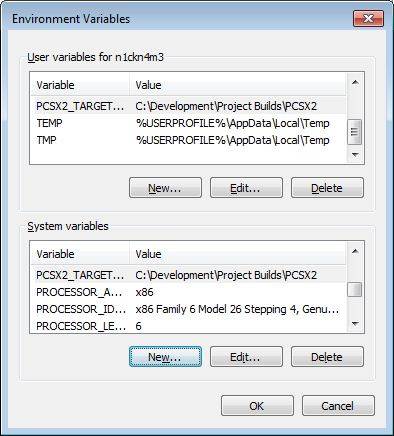 Environment Variables
User variables for n1ckn4m3
Variable Value
PCSX2_TARGET... C:\Development\Project Builds\PCSX2
TEMP %USERPROFILE%\AppData\Local\Temp
TMP %USERPROFILE%\AppData\Local\Temp
New... Edit... Delete
System variables
Variable Value
PCSX2_TARGET... C:\Development\Project Builds\PCSX2
PROCESSOR_A... x86
PROCESSOR_ID... x86 Family 6 Model 26 Stepping 4, Genu...
PROCESSOR_LE... 6
New... Edit... Delete
OK Cancel